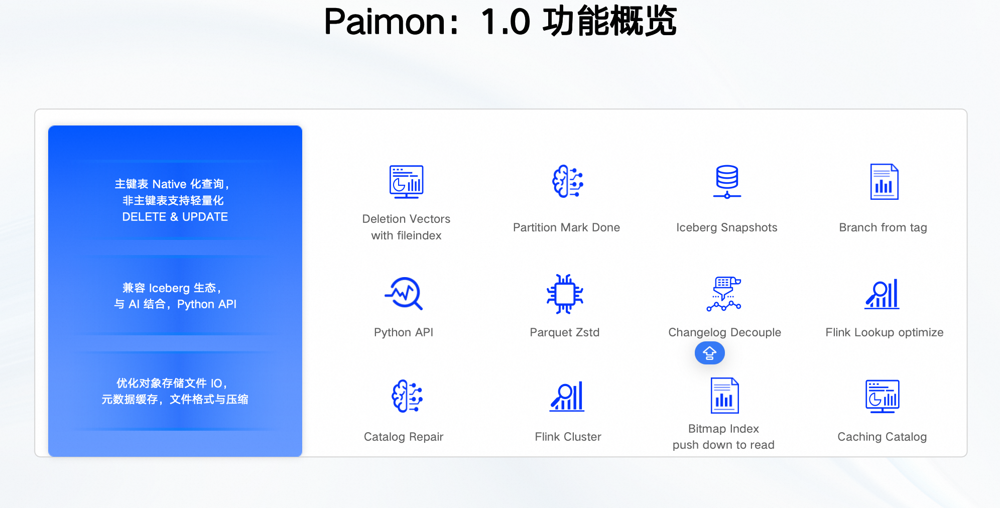 Paimon：1.0 功能概览
主键表 Native 化查询，
非主键表支持轻量化
DELETE & UPDATE
兼容 Iceberg 生态，
与 AI 结合，Python API
优化对象存储文件 IO，
元数据缓存，文件格式与压缩
Deletion Vectors
with fileindex
Partition Mark Done
Iceberg Snapshots
Branch from tag
Python API
Parquet Zstd
Changelog Decouple
Flink Lookup optimize
Catalog Repair
Flink Cluster
Bitmap Index
push down to read
Caching Catalog